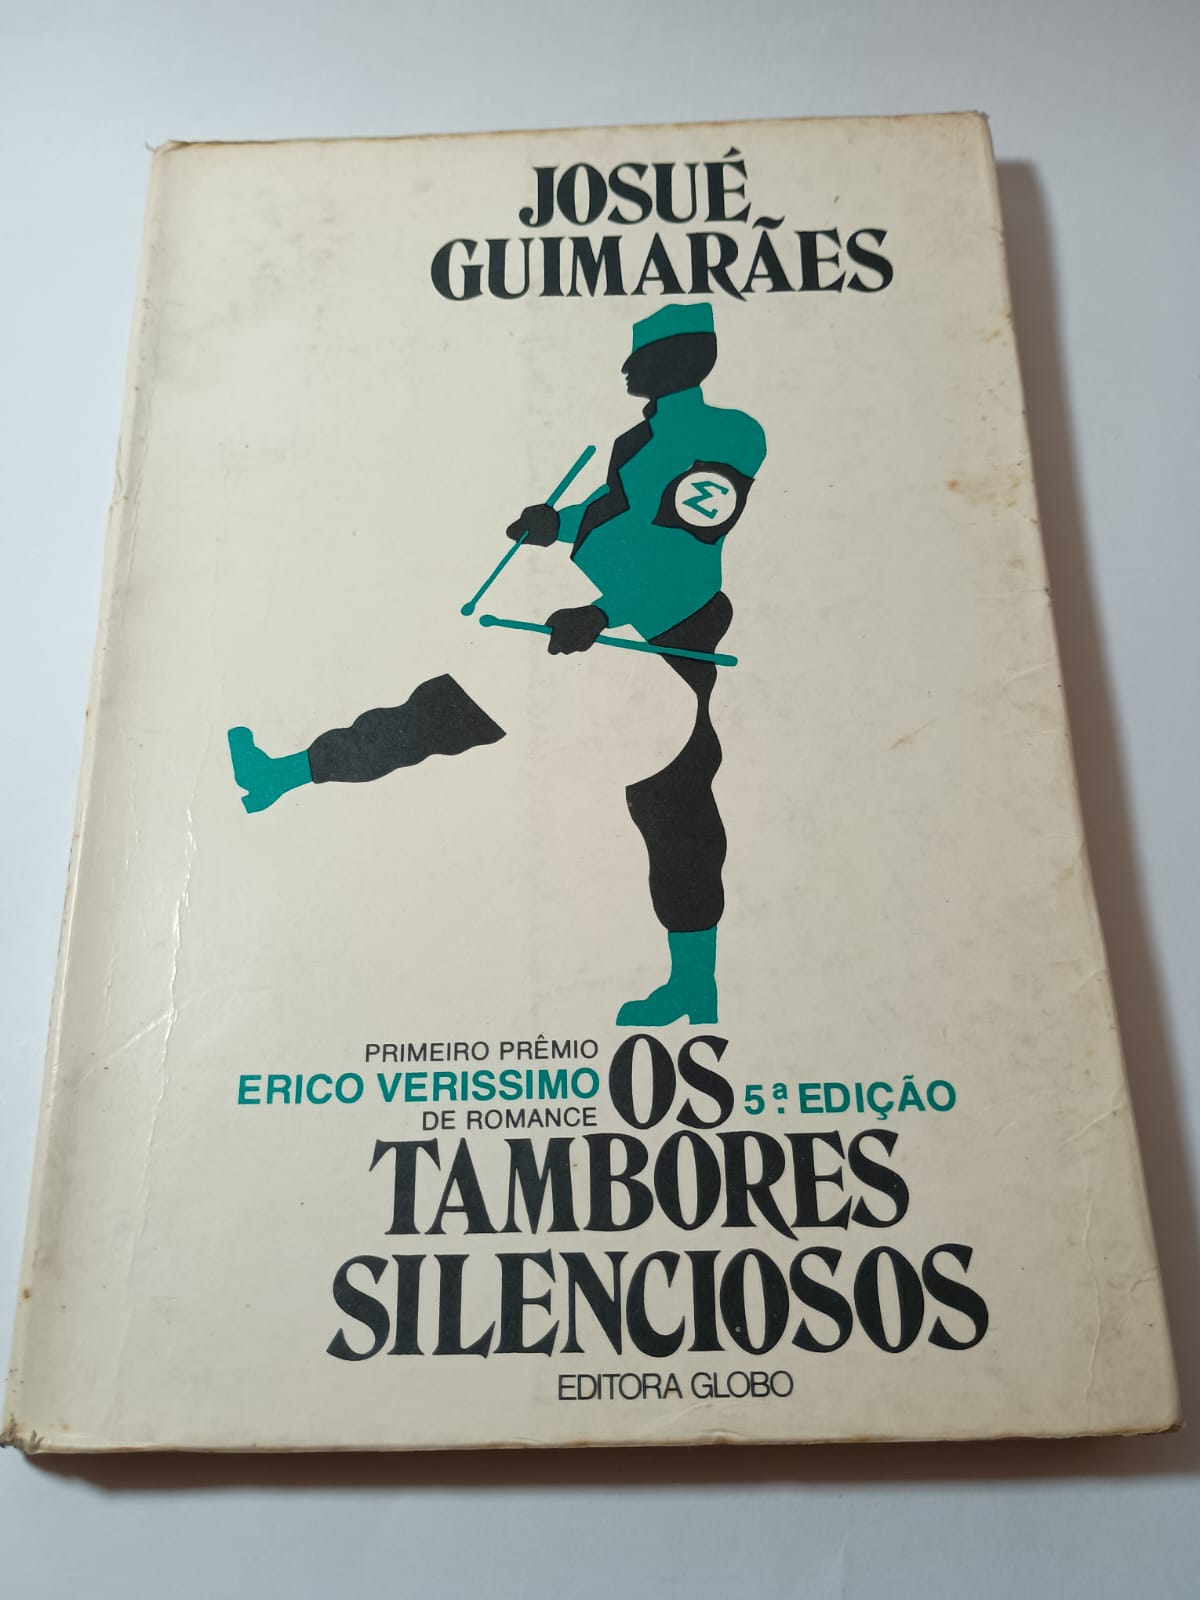 JOSUÉ
GUIMARÃES
Σ
PRIMEIRO PRÊMIO
ERICO VERISSIMO
DE ROMANCE
OS
5ª EDIÇÃO
TAMBORES
SILENCIOSOS
EDITORA GLOBO